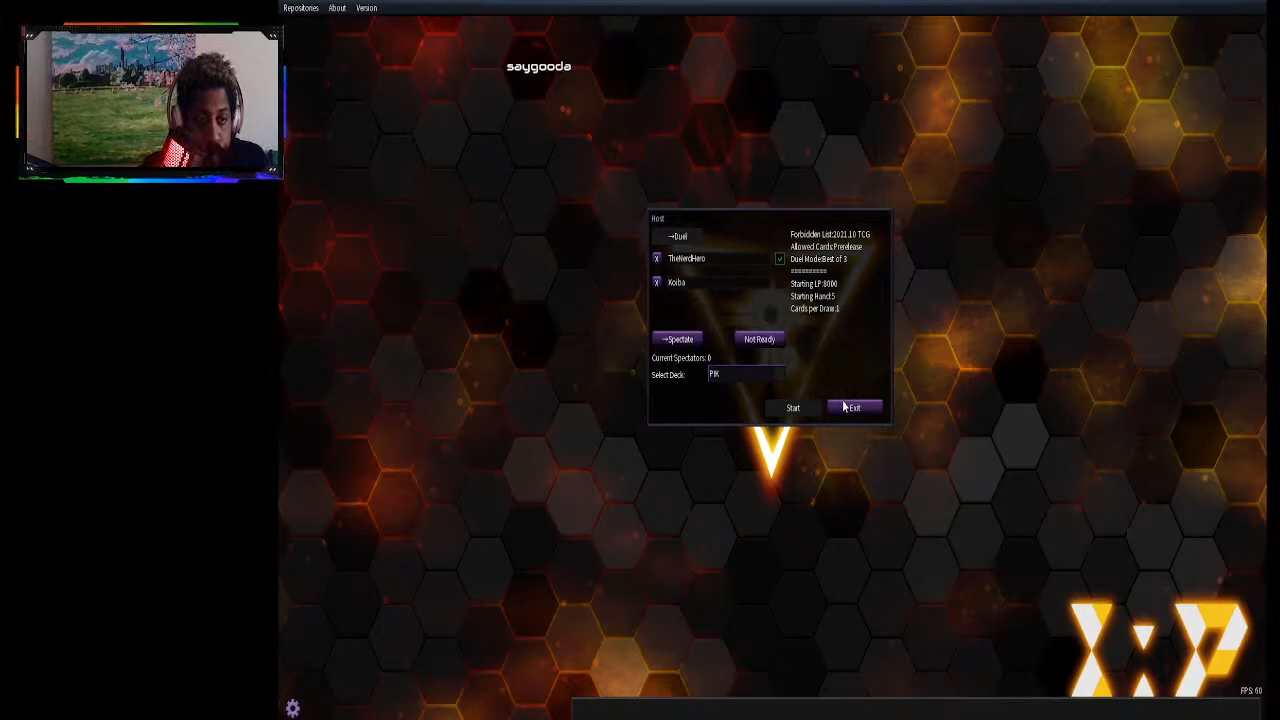 Repositories About Version
saygooda
Host
→Duel
X TheNerdHero
X Koiba
Forbidden List:2021.10 TCG
Allowed Cards:Prerelease
Duel Mode:Best of 3
==========
Starting LP:8000
Starting Hand:5
Cards per Draw:1
→Spectate Not Ready
Current Spectators: 0
Select Deck: PIK
Start Exit
FPS: 60